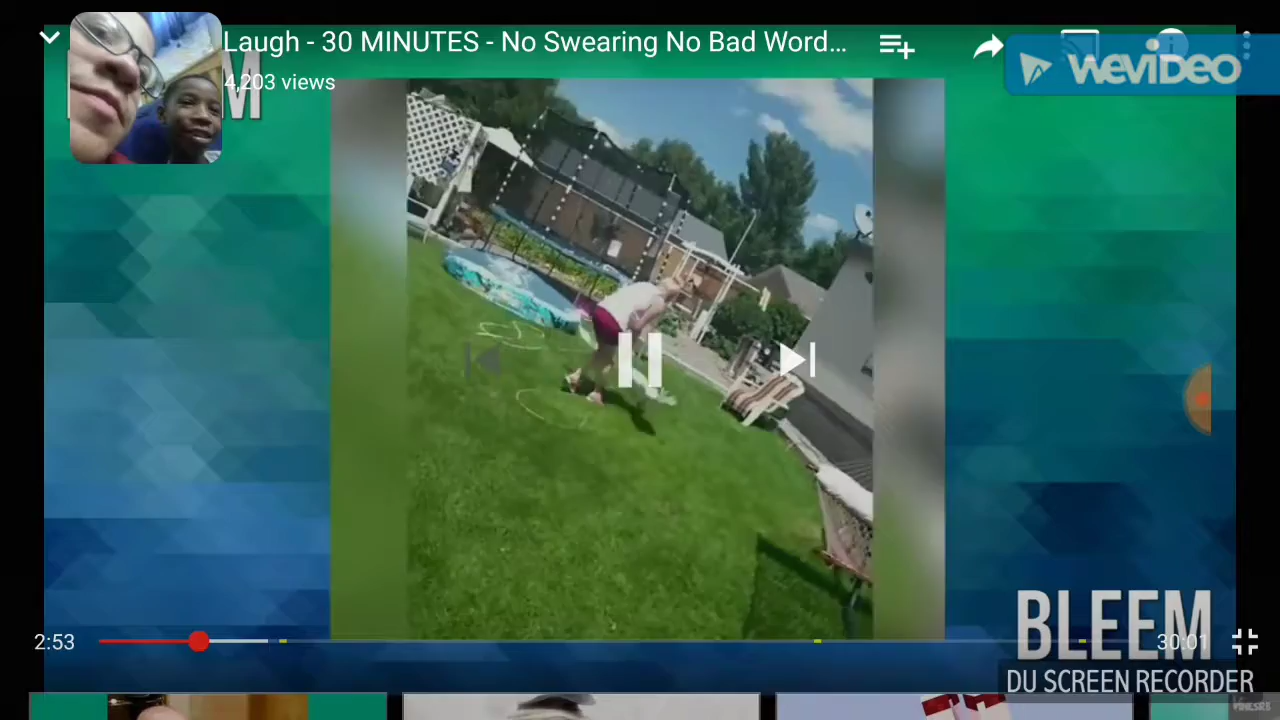 Laugh - 30 MINUTES - No Swearing No Bad Word...
4,203 views
WEVIDEO
M
2:53
30:01
BLEEM
DU SCREEN RECORDER